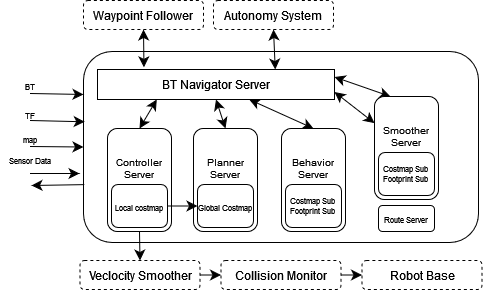 Waypoint Follower
Autonomy System
BT Navigator Server
BT
TF
map
Sensor Data
Controller
Server
Local costmap
Planner
Server
Global Costmap
Behavior
Server
Costmap Sub
Footprint Sub
Smoother
Server
Costmap Sub
Footprint Sub
Route Server
Veclocity Smoother
Collision Monitor
Robot Base